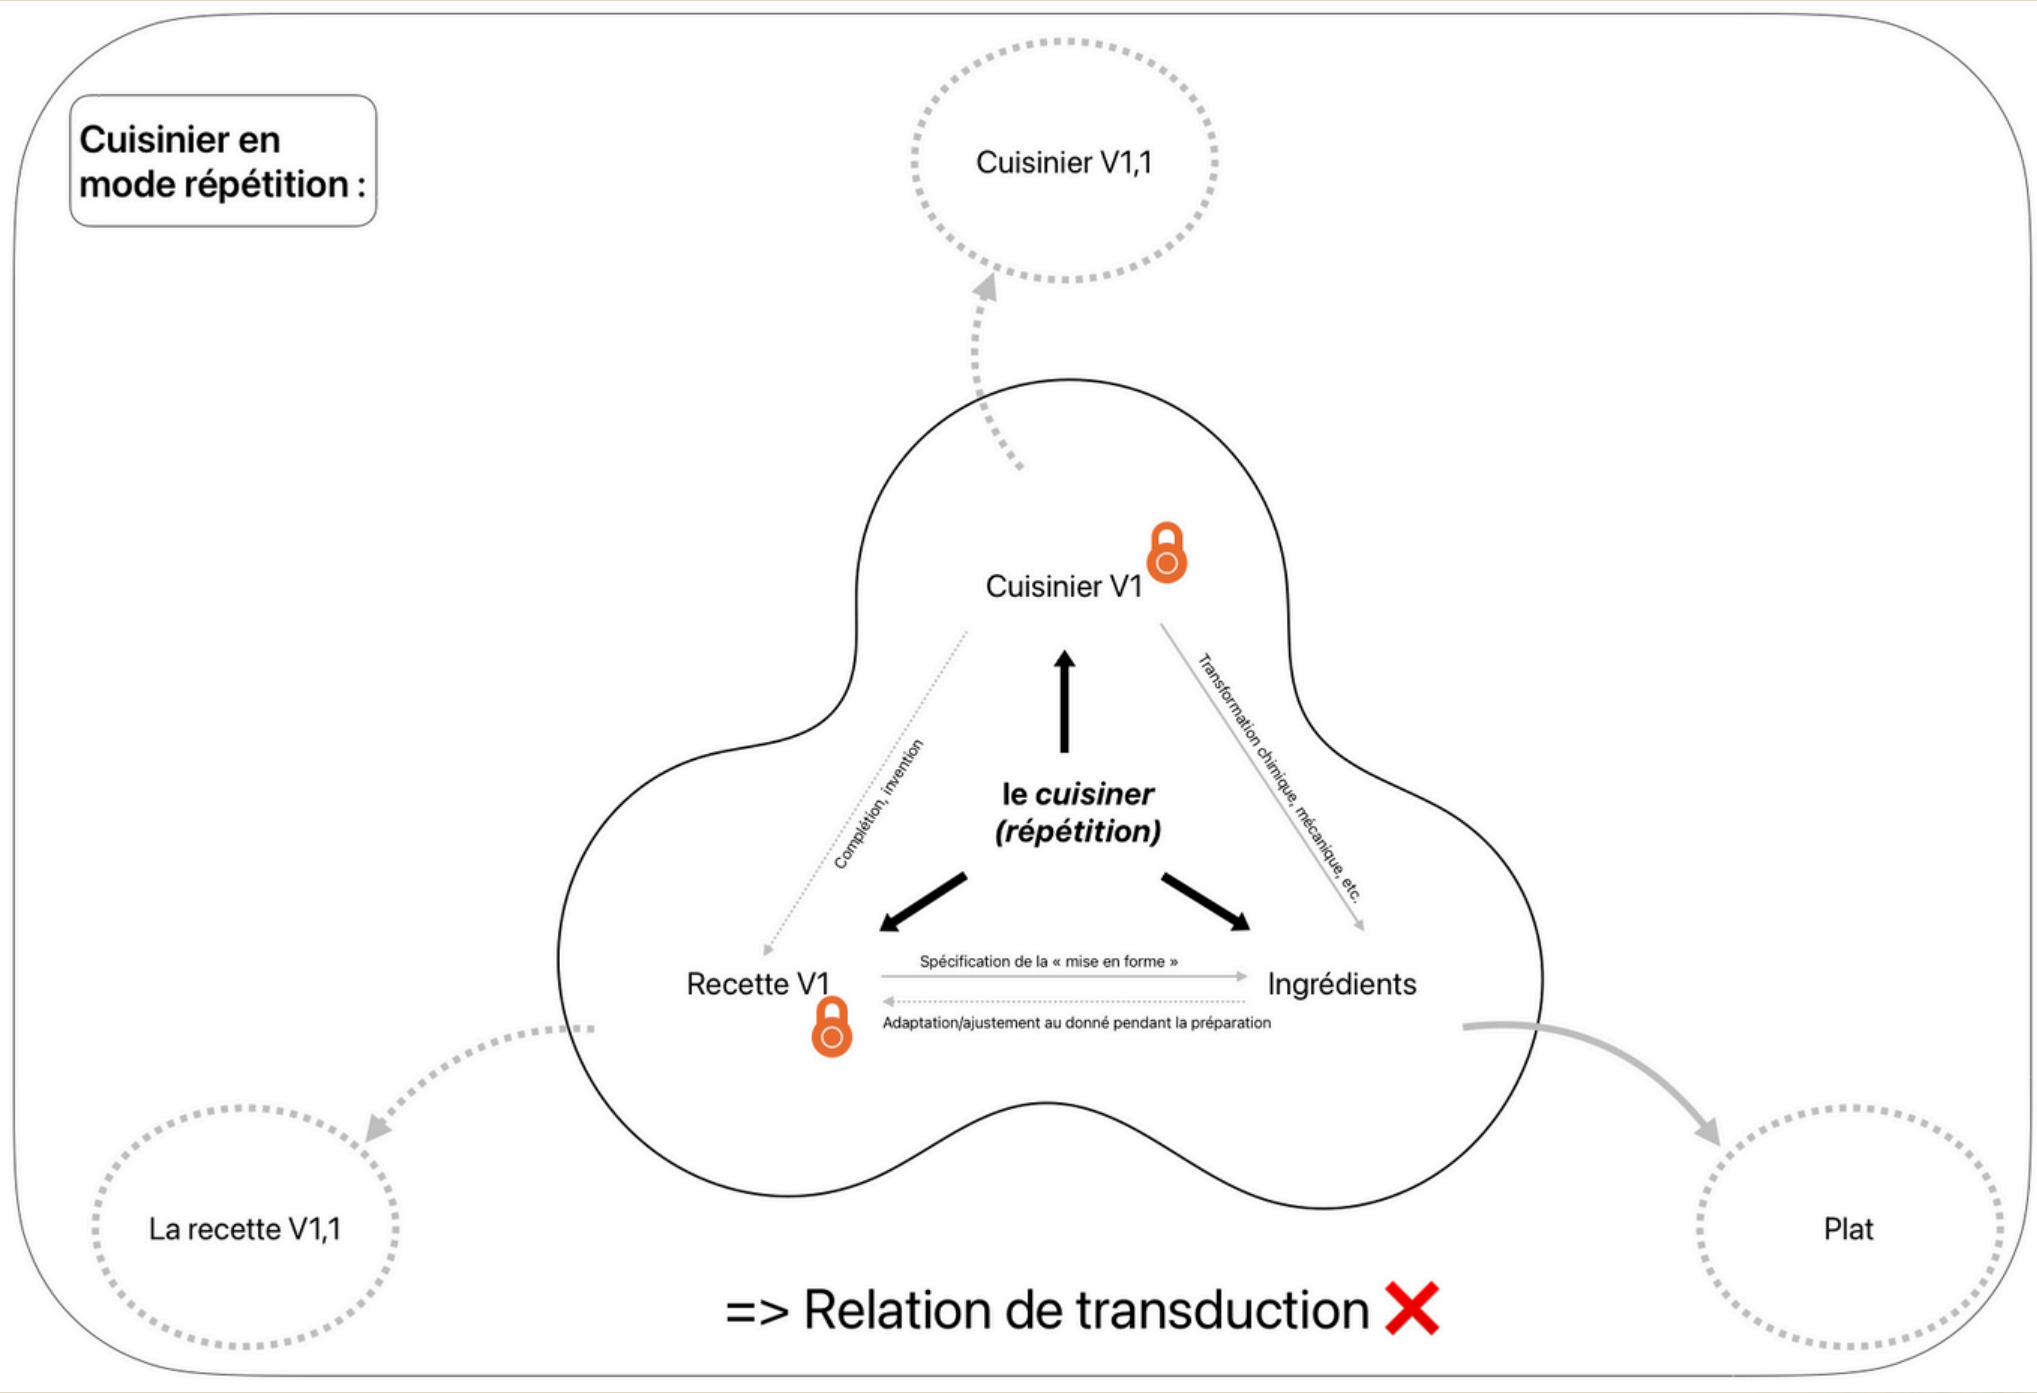 Cuisinier en
mode répétition :
Cuisinier V1,1
Cuisinier V1
Transformation chimique, mécanique, etc.
Complétion, invention
le cuisiner
(répétition)
Spécification de la « mise en forme »
Recette V1
Ingrédients
Adaptation/ajustement au donné pendant la préparation
La recette V1,1
Plat
=> Relation de transduction ❌